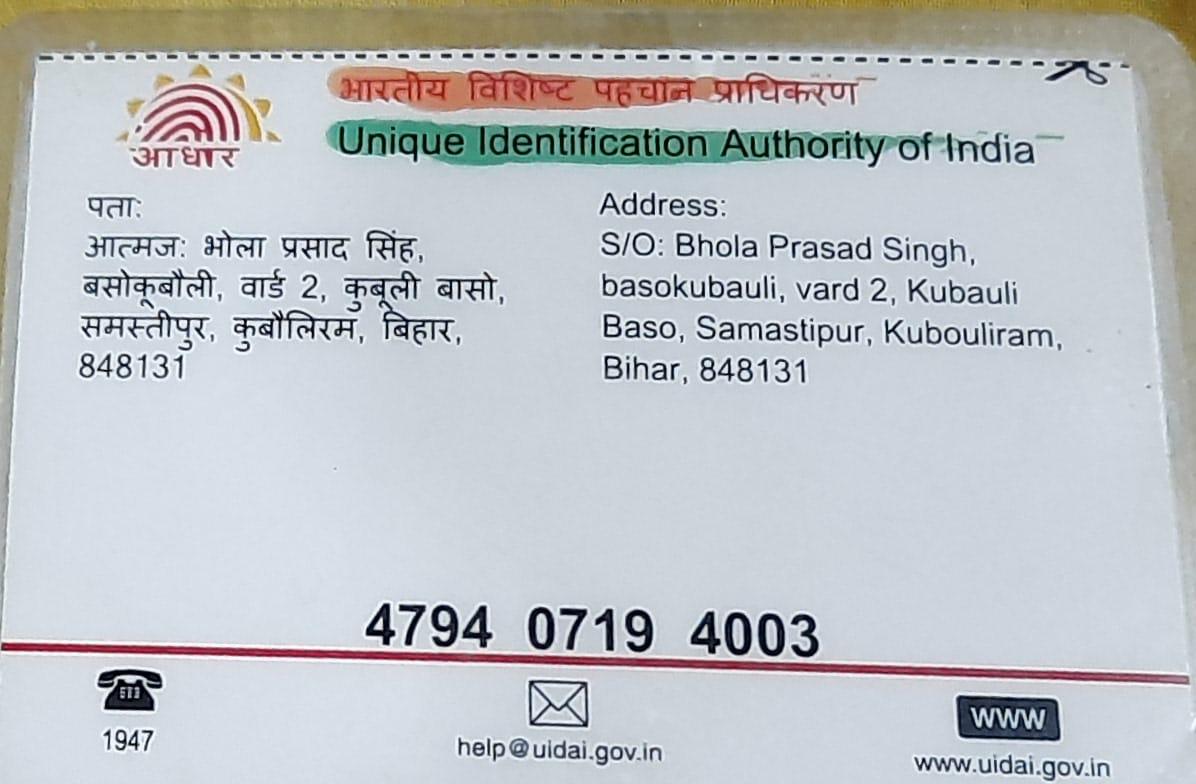 भारतीय विशिष्ट पहचान प्राधिकरण
Unique Identification Authority of India
आधार
पता:
आत्मज: भोला प्रसाद सिंह,
बसोकूबौली, वार्ड 2, कुबूली बासो,
समस्तीपुर, कुबौलिरम, बिहार,
848131
Address:
S/O: Bhola Prasad Singh,
basokubauli, vard 2, Kubauli
Baso, Samastipur, Kubouliram,
Bihar, 848131
4794 0719 4003
1947
help@uidai.gov.in
www
www.uidai.gov.in